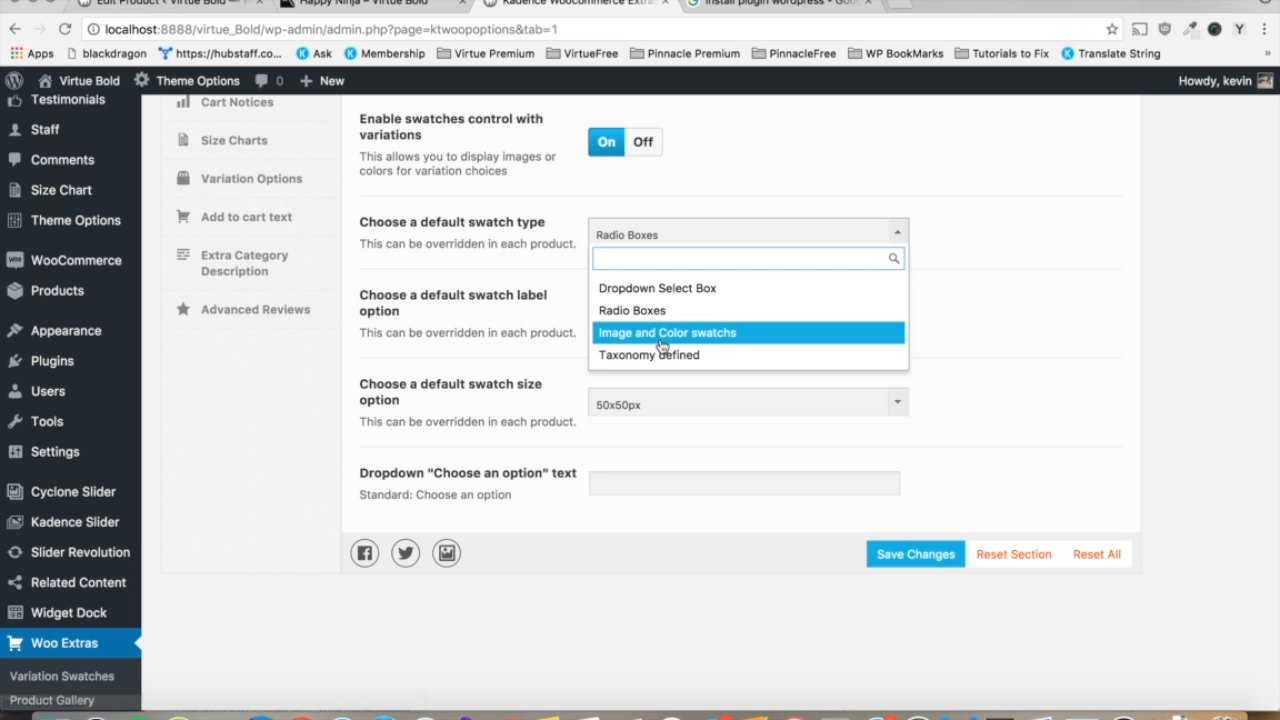 Edit Product ‹ Virtue Bold — W
Happy Ninja – Virtue Bold
Kadence Woocommerce Extras
install plugin wordpress - Goo
localhost:8888/virtue_Bold/wp-admin/admin.php?page=ktwoopoptions&tab=1
Y
Apps
blackdragon
https://hubstaff.co...
Ask
Membership
Virtue Premium
VirtueFree
Pinnacle Premium
PinnacleFree
WP BookMarks
Tutorials to Fix
Translate String
»
Virtue Bold
Theme Options
0
+ New
Howdy, kevin
Testimonials
Staff
Comments
Size Chart
Theme Options
WooCommerce
Products
Appearance
Plugins
Users
Tools
Settings
Cyclone Slider
Kadence Slider
Slider Revolution
Related Content
Widget Dock
Woo Extras
Variation Swatches
Product Gallery
Cart Notices
Size Charts
Variation Options
Add to cart text
Extra Category
Description
Advanced Reviews
Enable swatches control with
variations
This allows you to display images or
colors for variation choices
On
Off
Choose a default swatch type
This can be overridden in each product.
Radio Boxes
Dropdown Select Box
Radio Boxes
Image and Color swatchs
Taxonomy defined
Choose a default swatch label
option
This can be overridden in each product.
Choose a default swatch size
option
This can be overridden in each product.
50x50px
Dropdown "Choose an option" text
Standard: Choose an option
Save Changes
Reset Section
Reset All